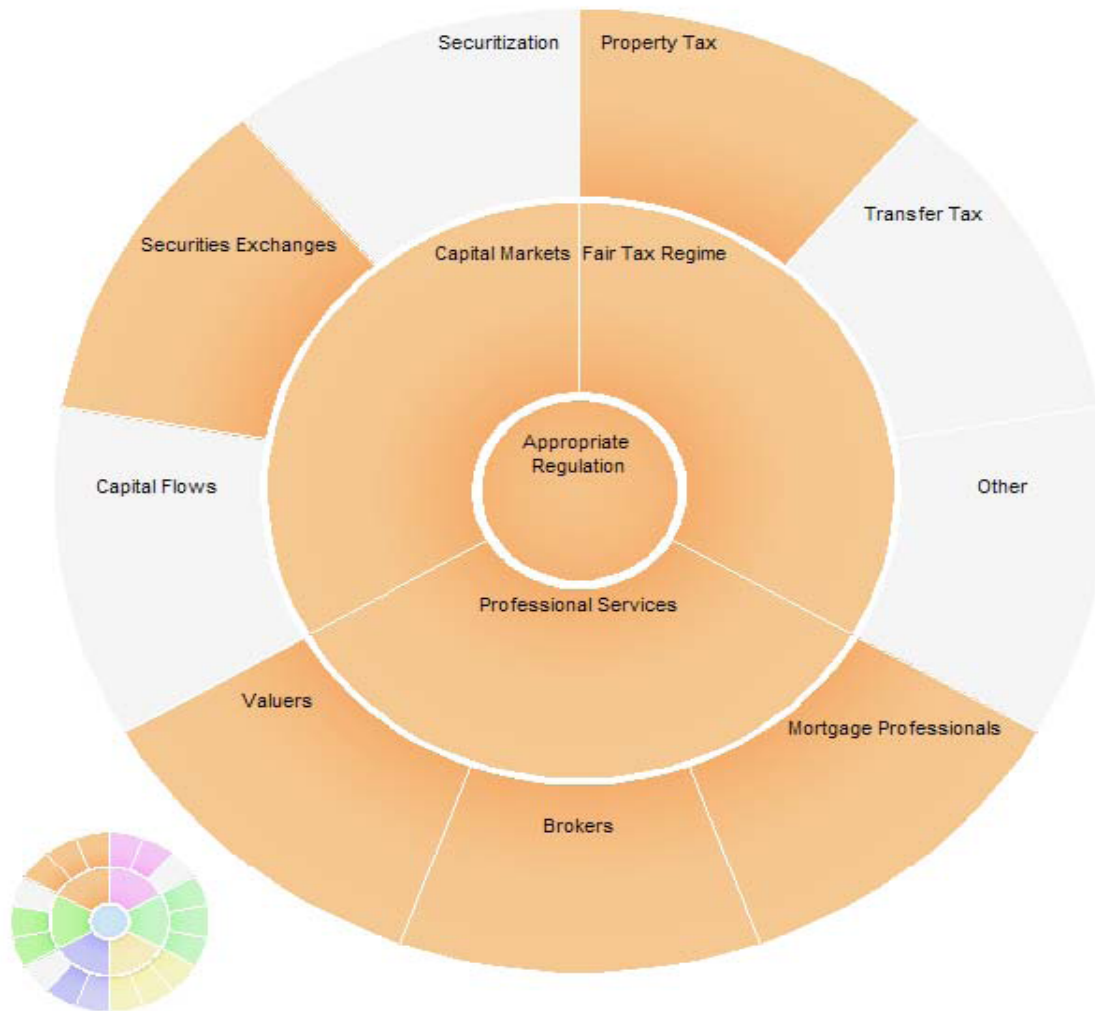 Securitization
Property Tax
Transfer Tax
Securities Exchanges
Capital Markets
Fair Tax Regime
Appropriate
Regulation
Capital Flows
Other
Professional Services
Valuers
Mortgage Professionals
Brokers